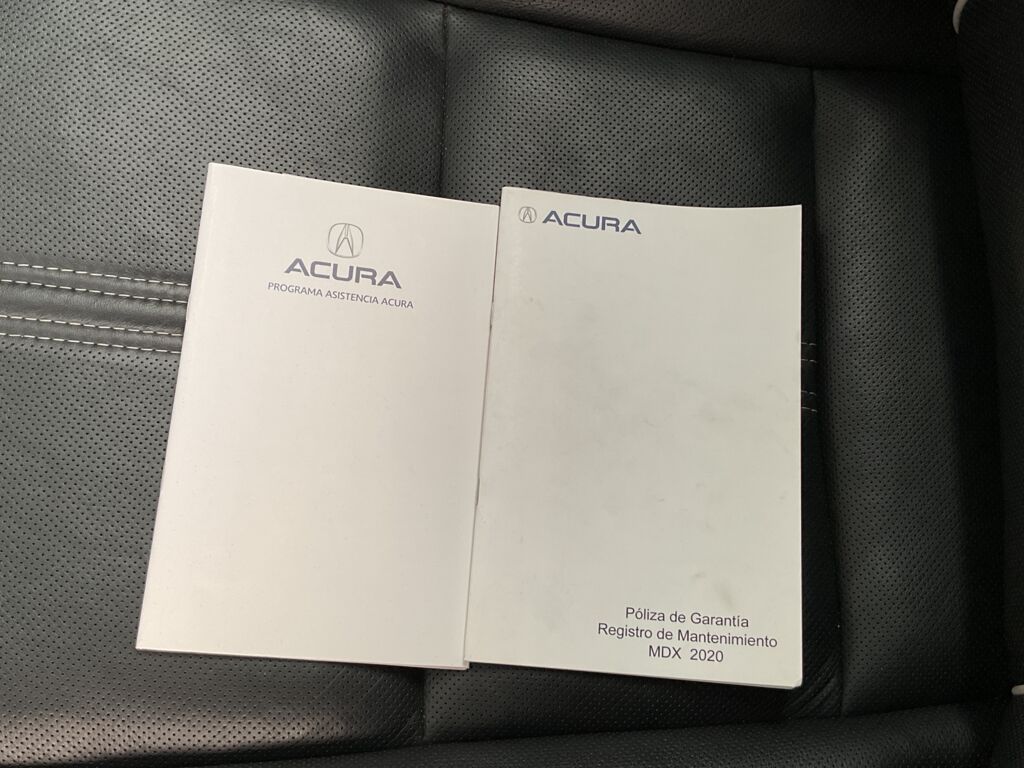 ACURA
PROGRAMA ASISTENCIA ACURA
ACURA
Póliza de Garantía
Registro de Mantenimiento
MDX 2020